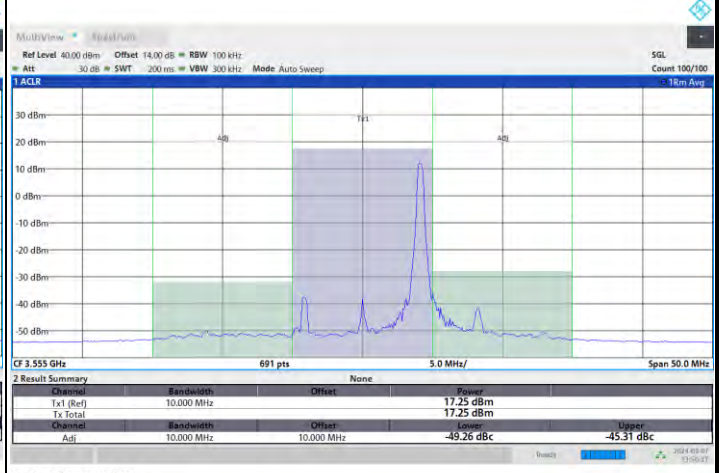 MultiView Spectrum
Ref Level 40.00 dBm Offset 14.00 dB RBW 100 kHz SGL
Att 30 dB SWT 200 ms VBW 300 kHz Mode Auto Sweep Count 100/100
1 ACLR 1Rm Avg
30 dBm
Tx1
Adj Adj
20 dBm
10 dBm
0 dBm
-10 dBm
-20 dBm
-30 dBm
-40 dBm
-50 dBm
CF 3.555 GHz 691 pts 5.0 MHz/ Span 50.0 MHz
2 Result Summary None
Channel Bandwidth Offset Power
Tx1 (Ref) 10.000 MHz 17.25 dBm
Tx Total 17.25 dBm
Channel Bandwidth Offset Lower Upper
Adj 10.000 MHz 10.000 MHz -49.26 dBc -45.31 dBc
Ready